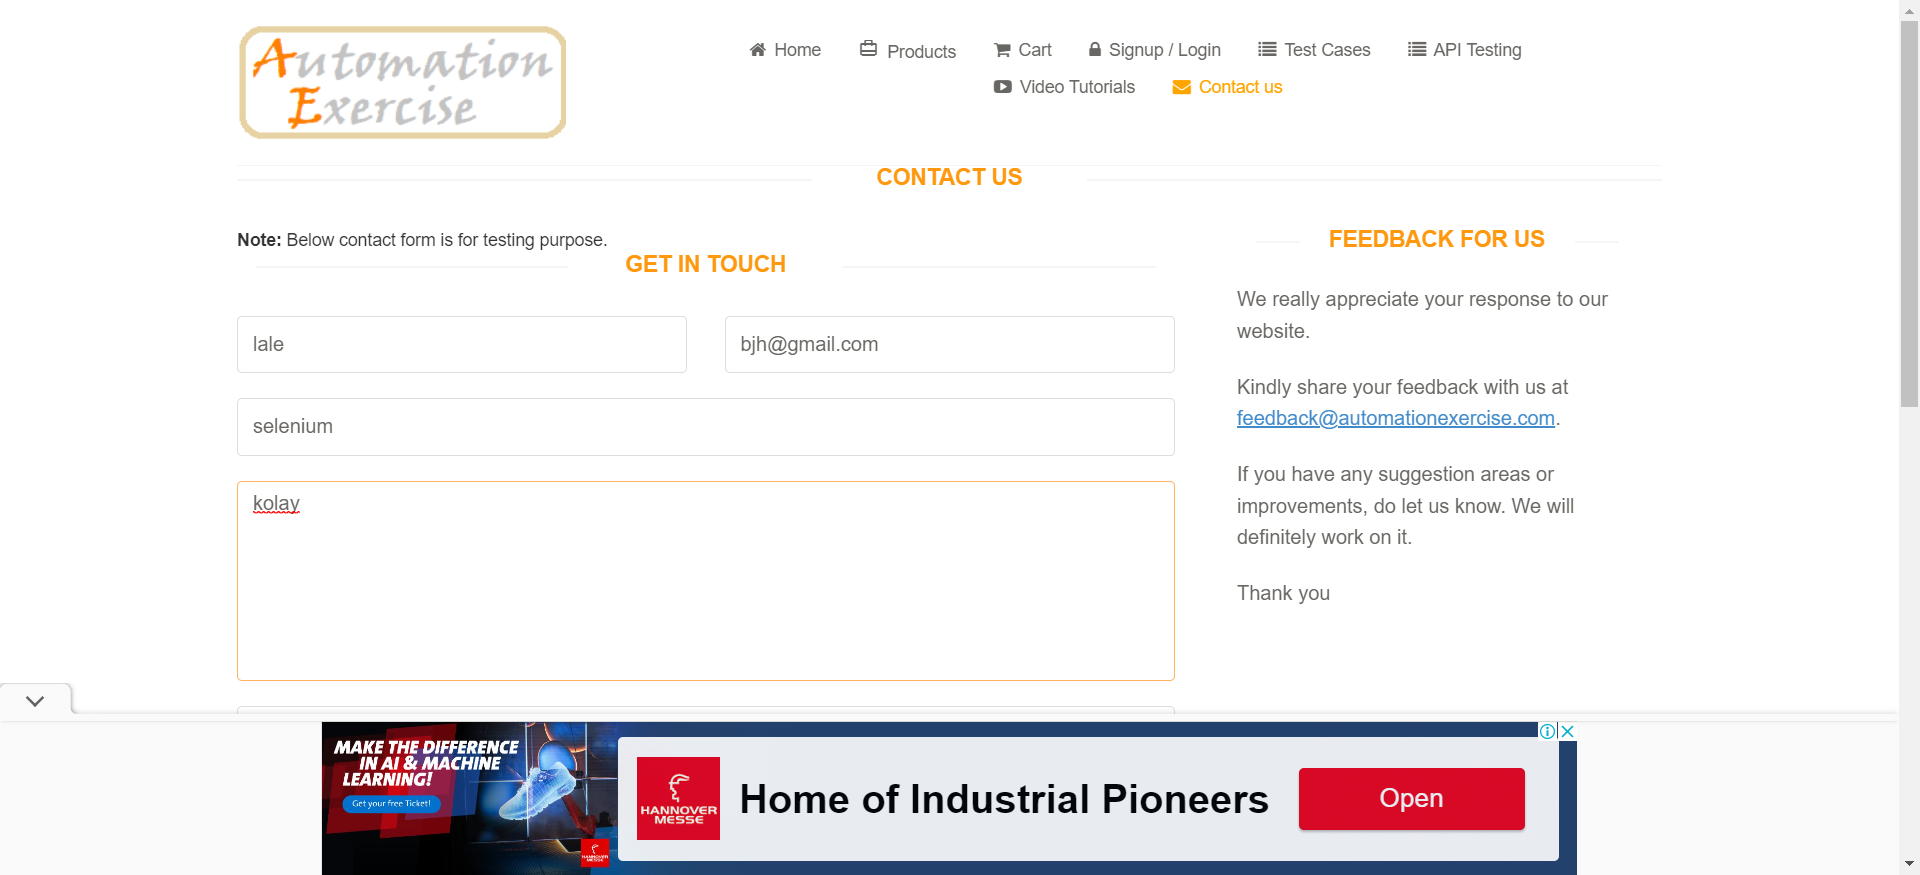 Automation
Exercise
Home
Products
Cart
Signup / Login
Test Cases
API Testing
Video Tutorials
Contact us
CONTACT US
Note: Below contact form is for testing purpose.
GET IN TOUCH
lale
bjh@gmail.com
selenium
kolay
FEEDBACK FOR US
We really appreciate your response to our
website.
Kindly share your feedback with us at
feedback@automationexercise.com.
If you have any suggestion areas or
improvements, do let us know. We will
definitely work on it.
Thank you
MAKE THE DIFFERENCE
IN AI & MACHINE
LEARNING!
Get your free Ticket!
HANNOVER
MESSE
HANNOVER
MESSE
Home of Industrial Pioneers
Open